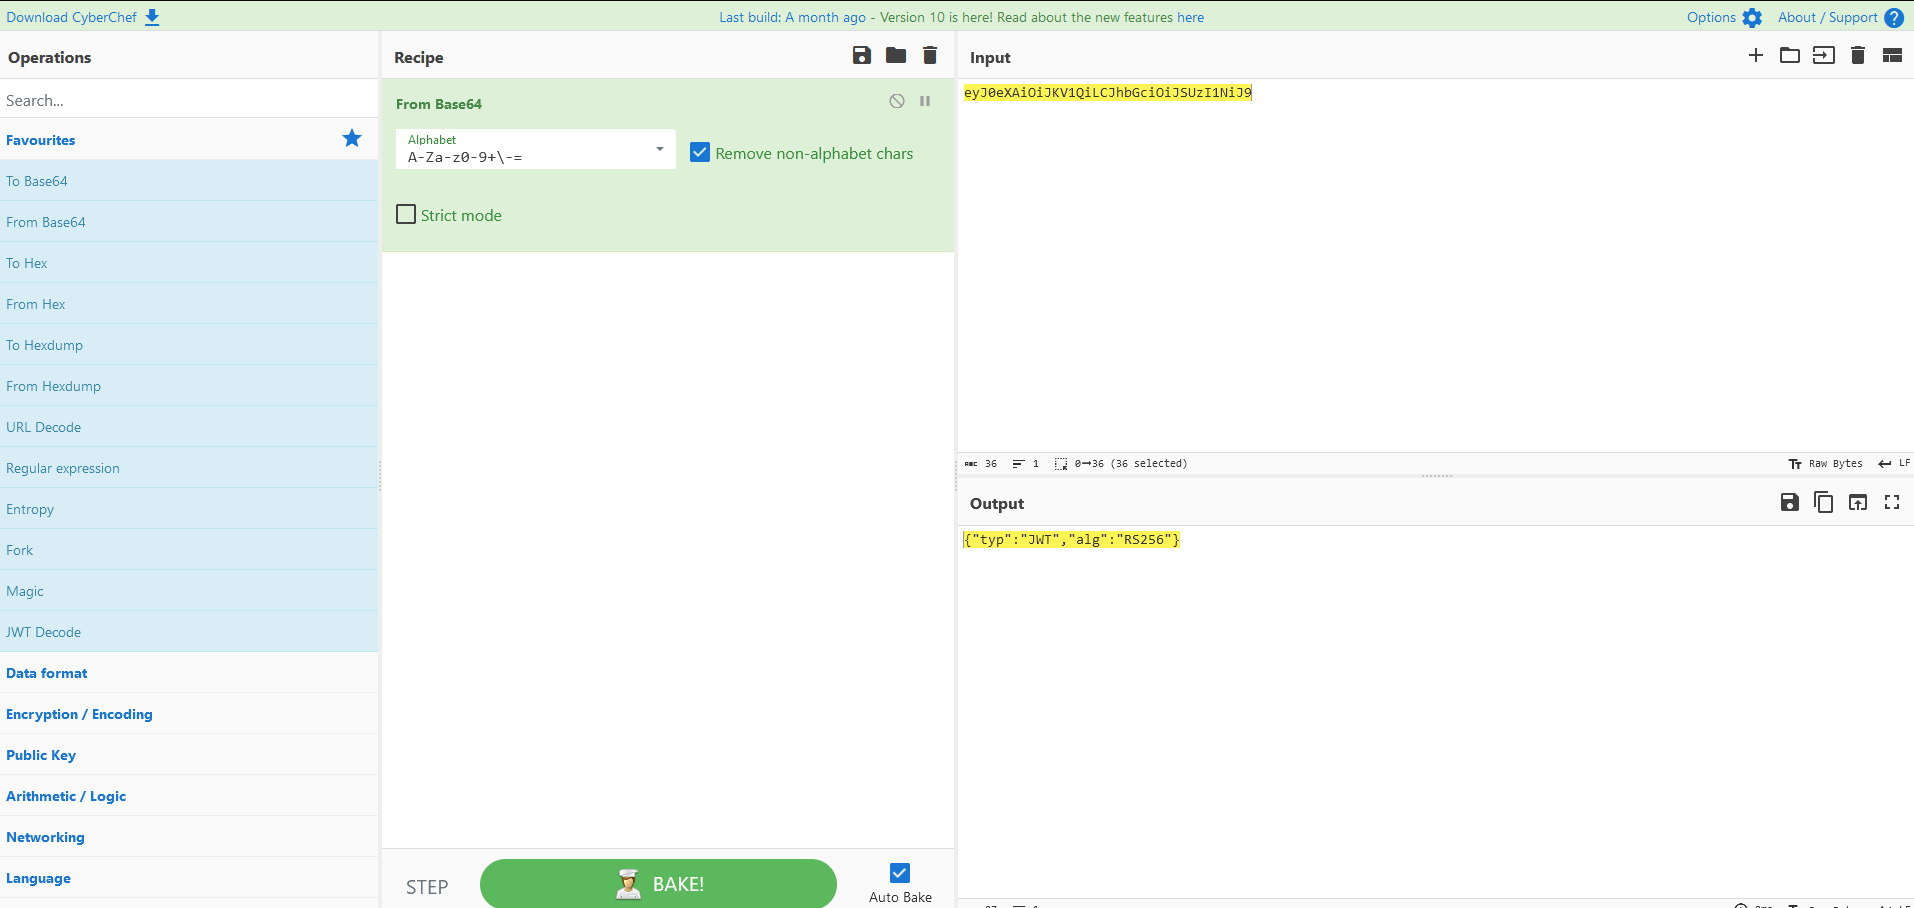 Download CyberChef
Last build: A month ago - Version 10 is here! Read about the new features here
Options
About / Support
Operations
Search...
Favourites
To Base64
From Base64
To Hex
From Hex
To Hexdump
From Hexdump
URL Decode
Regular expression
Entropy
Fork
Magic
JWT Decode
Data format
Encryption / Encoding
Public Key
Arithmetic / Logic
Networking
Language
Recipe
From Base64
Alphabet
A-Za-z0-9+\-=
Remove non-alphabet chars
Strict mode
STEP
BAKE!
Auto Bake
Input
eyJ0eXAiOiJKV1QiLCJhbGciOiJSUzI1NiJ9
ABC 36 1 0→36 (36 selected)
Tт Raw Bytes LF
Output
{"typ":"JWT","alg":"RS256"}